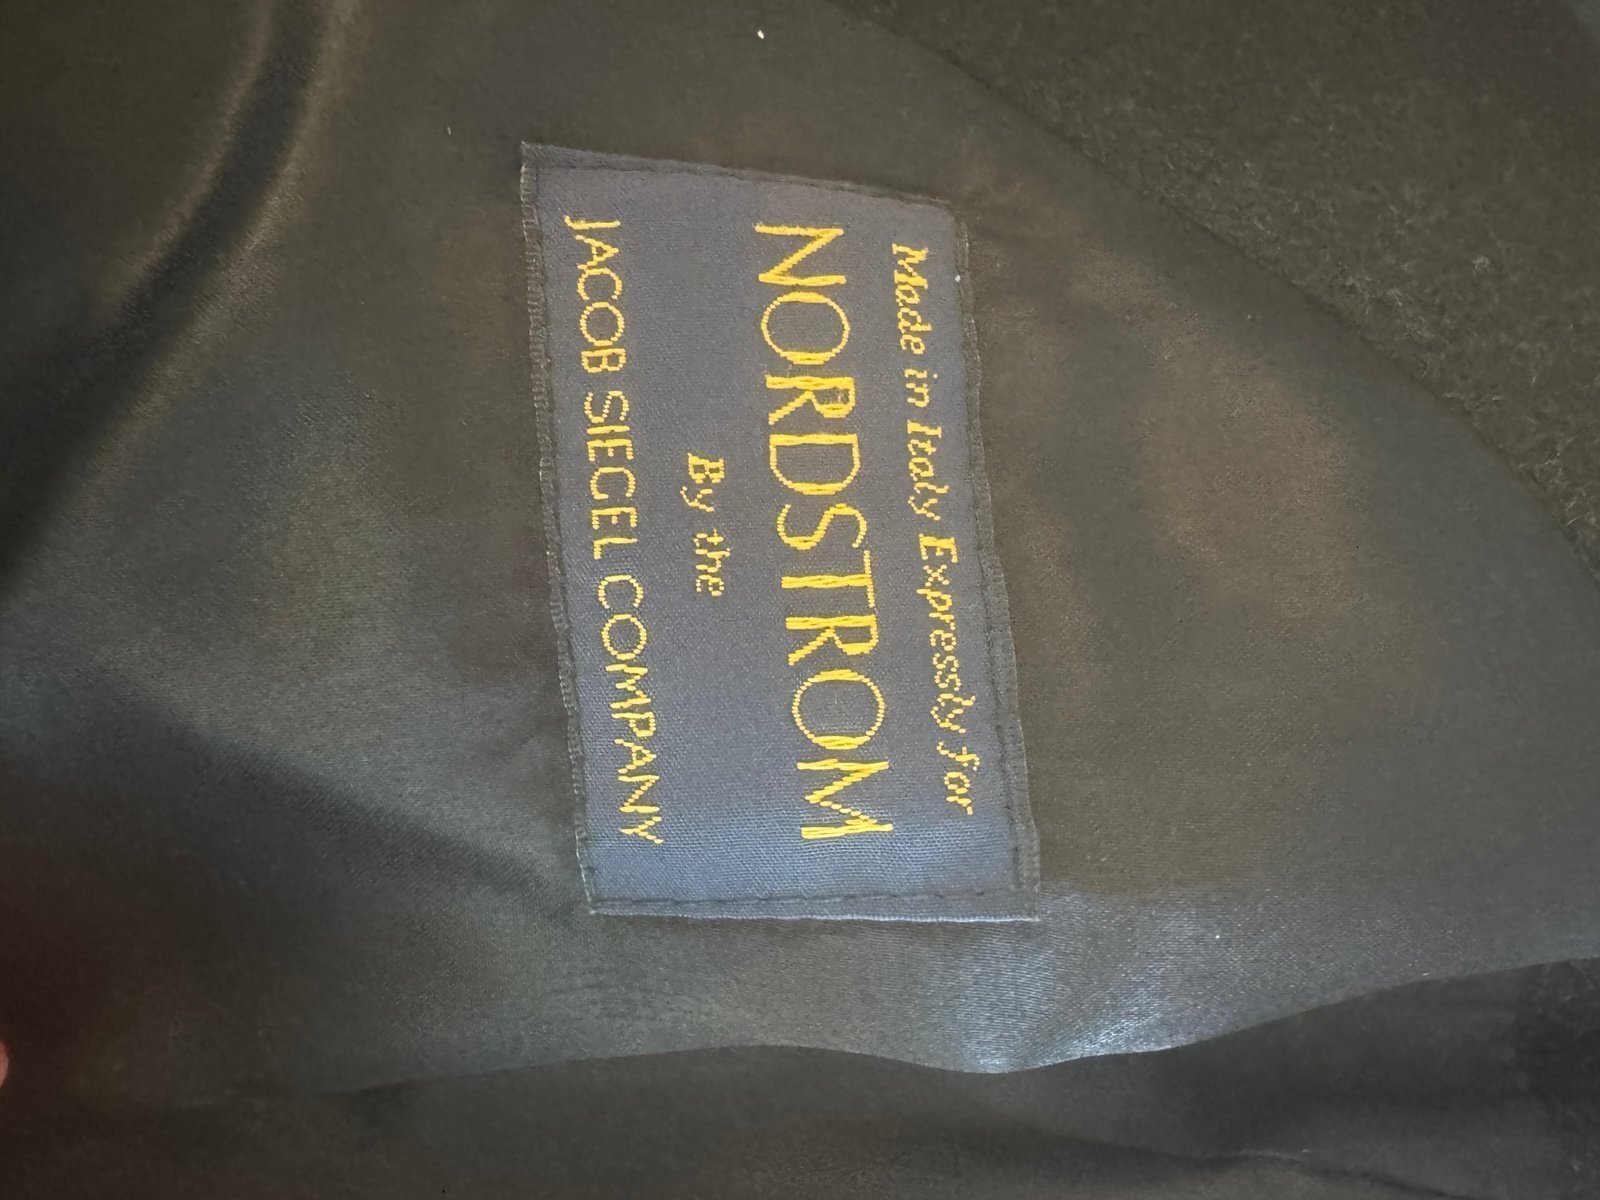 Made in Italy Expressly for
NORDSTROM
By the
JACOB SIEGEL COMPANY